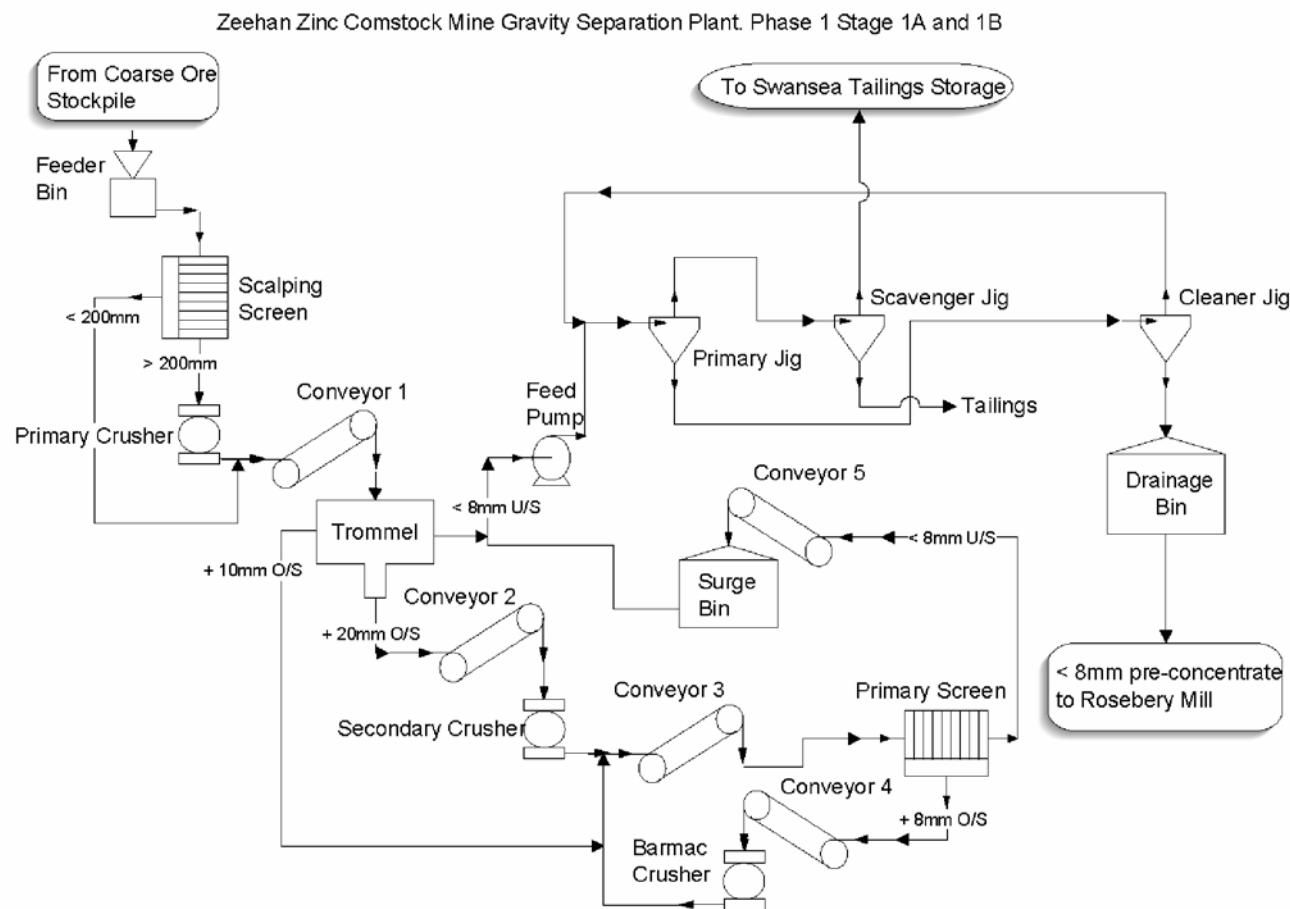 Zeehan Zinc Comstock Mine Gravity Separation Plant. Phase 1 Stage 1A and 1B
From Coarse Ore
Stockpile
To Swansea Tailings Storage
Feeder
Bin
Scalping
Screen
< 200mm
> 200mm
Primary Crusher
Conveyor 1
Feed
Pump
Primary Jig
Scavenger Jig
Cleaner Jig
Tailings
Trommel
< 8mm U/S
+ 10mm O/S
+ 20mm O/S
Conveyor 2
Conveyor 5
< 8mm U/S
Surge
Bin
Drainage
Bin
Secondary Crusher
Conveyor 3
Primary Screen
< 8mm pre-concentrate
to Rosebery Mill
Conveyor 4
+ 8mm O/S
Barmac
Crusher